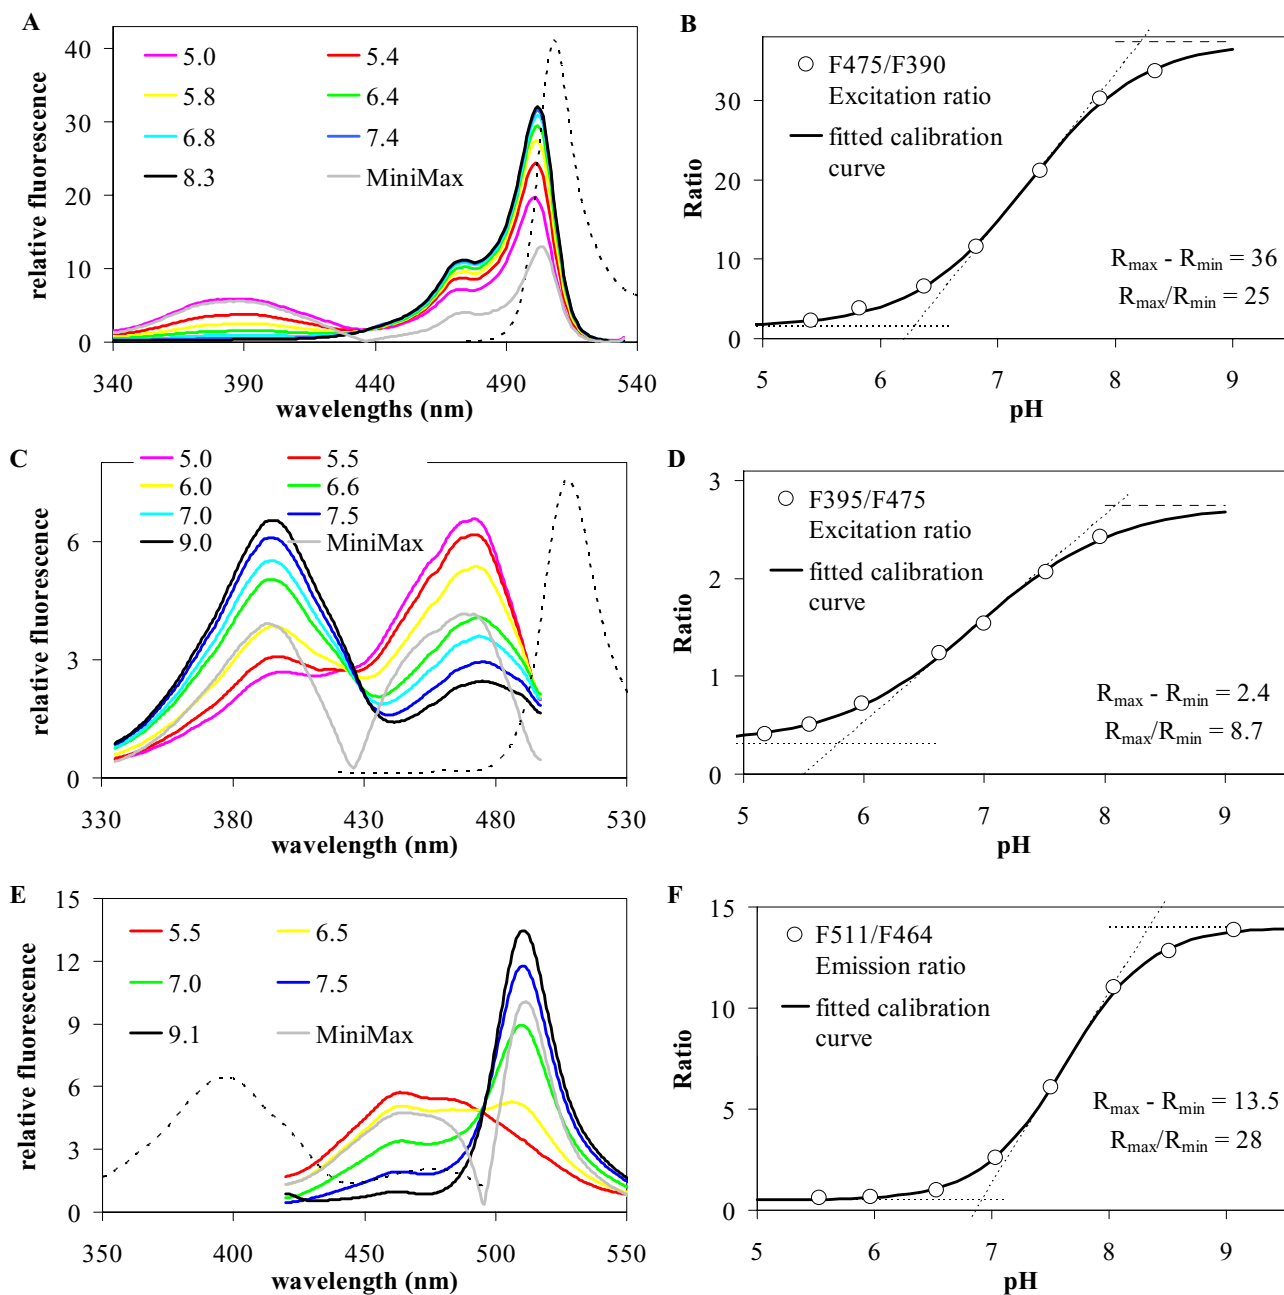 A
5.0 5.4
5.8 6.4
6.8 7.4
8.3 MiniMax
relative fluorescence
40
30
20
10
0
340 390 440 490 540
wavelengths (nm)
B
F475/F390
Excitation ratio
fitted calibration
curve
Ratio
30
20
10
0
Rmax - Rmin = 36
Rmax/Rmin = 25
5 6 7 8 9
pH
C
5.0 5.5
6.0 6.6
7.0 7.5
9.0 MiniMax
relative fluorescence
6
3
0
330 380 430 480 530
wavelength (nm)
D
F395/F475
Excitation ratio
fitted calibration
curve
Ratio
3
2
1
0
Rmax - Rmin = 2.4
Rmax/Rmin = 8.7
5 6 7 8 9
pH
E
5.5 6.5
7.0 7.5
9.1 MiniMax
relative fluorescence
15
12
9
6
3
0
350 400 450 500 550
wavelength (nm)
F
F511/F464
Emission ratio
fitted calibration
curve
Ratio
15
10
5
0
Rmax - Rmin = 13.5
Rmax/Rmin = 28
5 6 7 8 9
pH